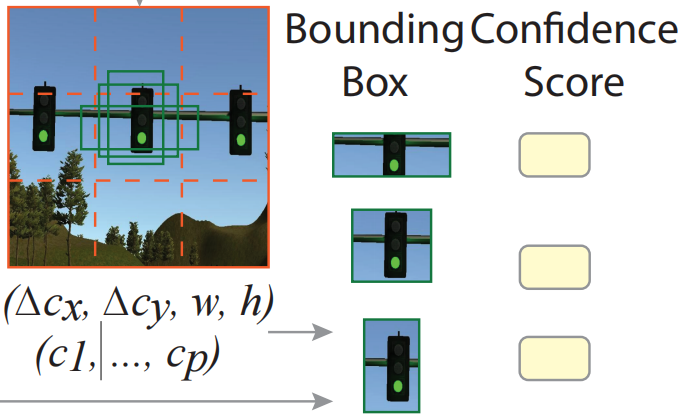 Bounding Confidence
Box Score
(Δcx, Δcy, w, h)
(c1, ..., cp)